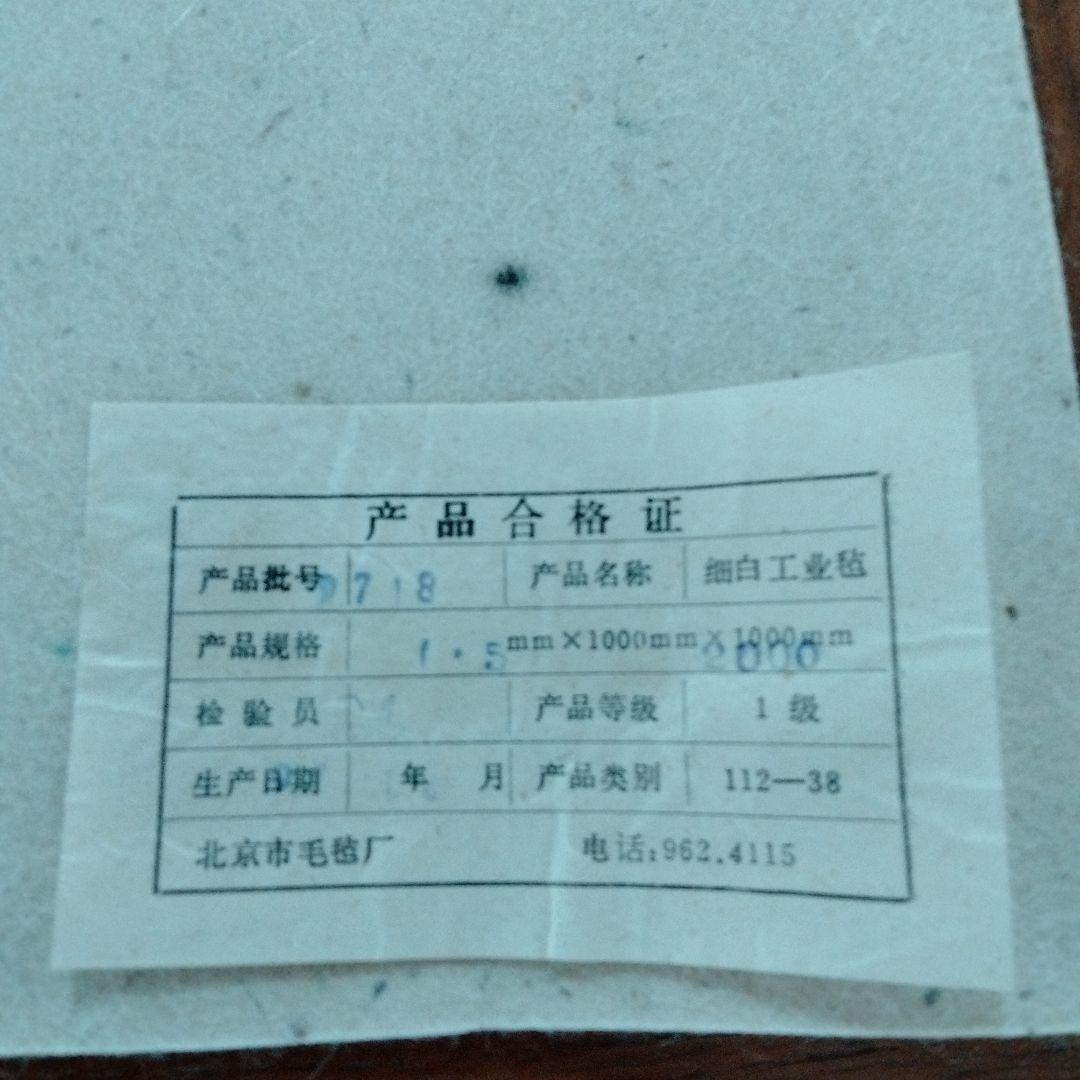 产品合格证
产品批号 718 产品名称 细白工业毡
产品规格 1.5mm×1000mm×1000mm 2000
检验员 产品等级 1级
生产日期 年 月 产品类别 112—38
北京市毛毡厂 电话:962.4115